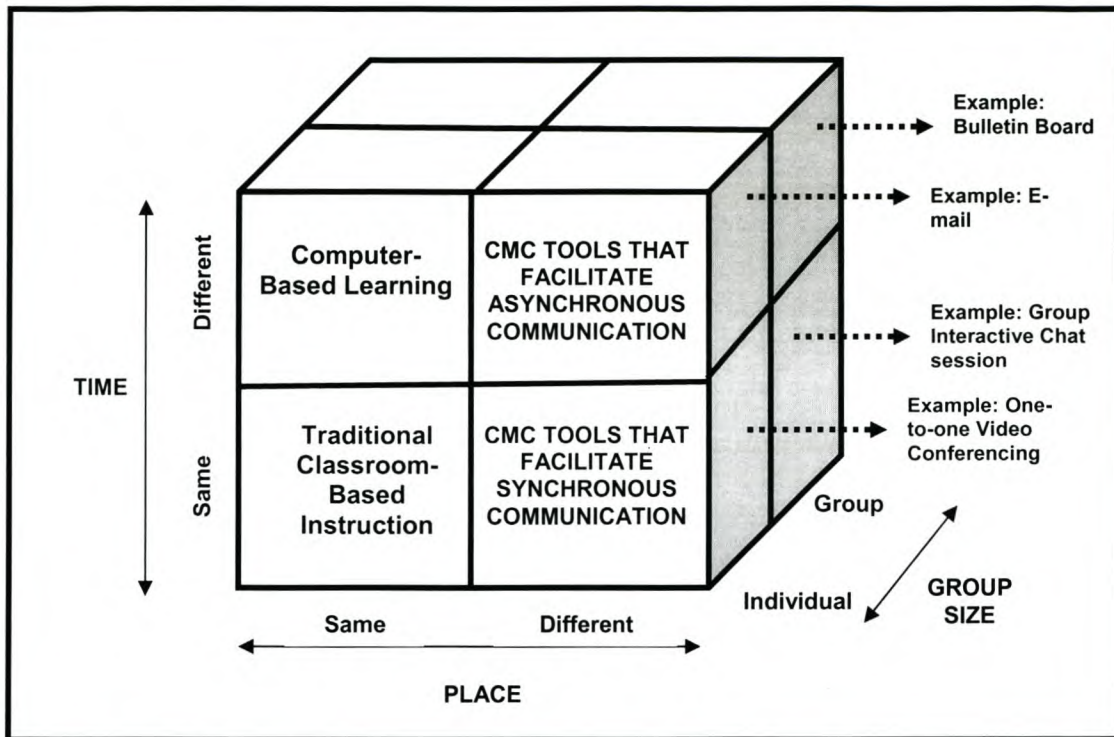 Example:
Bulletin Board
Example: E-
mail
Example: Group
Interactive Chat
session
Example: One-
to-one Video
Conferencing
Computer-
Based Learning
CMC TOOLS THAT
FACILITATE
ASYNCHRONOUS
COMMUNICATION
Traditional
Classroom-
Based
Instruction
CMC TOOLS THAT
FACILITATE
SYNCHRONOUS
COMMUNICATION
TIME
Different
Same
Same
Different
PLACE
Group
Individual
GROUP
SIZE